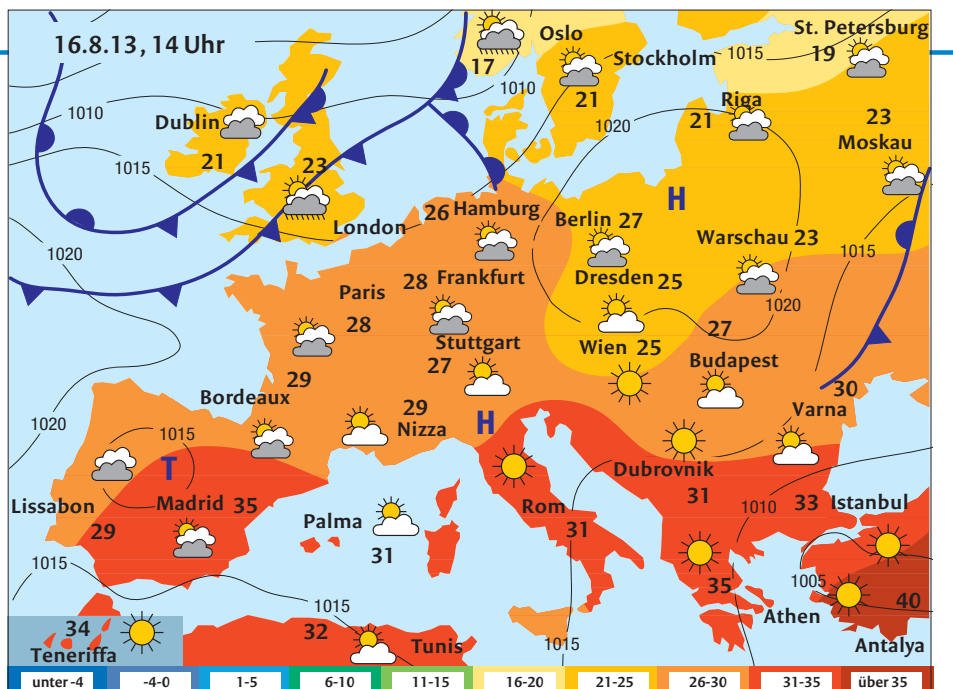 16.8.13, 14 Uhr
Oslo
17
St. Petersburg
19
1015
Stockholm
21
1010
1010
Riga
21
1020
23
Moskau
Dublin
21
23
1015
London
26 Hamburg
H
Berlin 27
Warschau 23
1015
1020
28 Frankfurt
Dresden 25
1020
Paris
28
Stuttgart
27
Wien 25
27
Budapest
29
Bordeaux
30
Varna
1020
29
Nizza
H
1015
T
Dubrovnik
31
Lissabon
29
Madrid 35
Palma
31
Rom
31
1010
33
Istanbul
1015
1005
35
40
Athen
Antalya
34
Teneriffa
1015
32
Tunis
1015
unter -4 -4-0 1-5 6-10 11-15 16-20 21-25 26-30 31-35 über 35